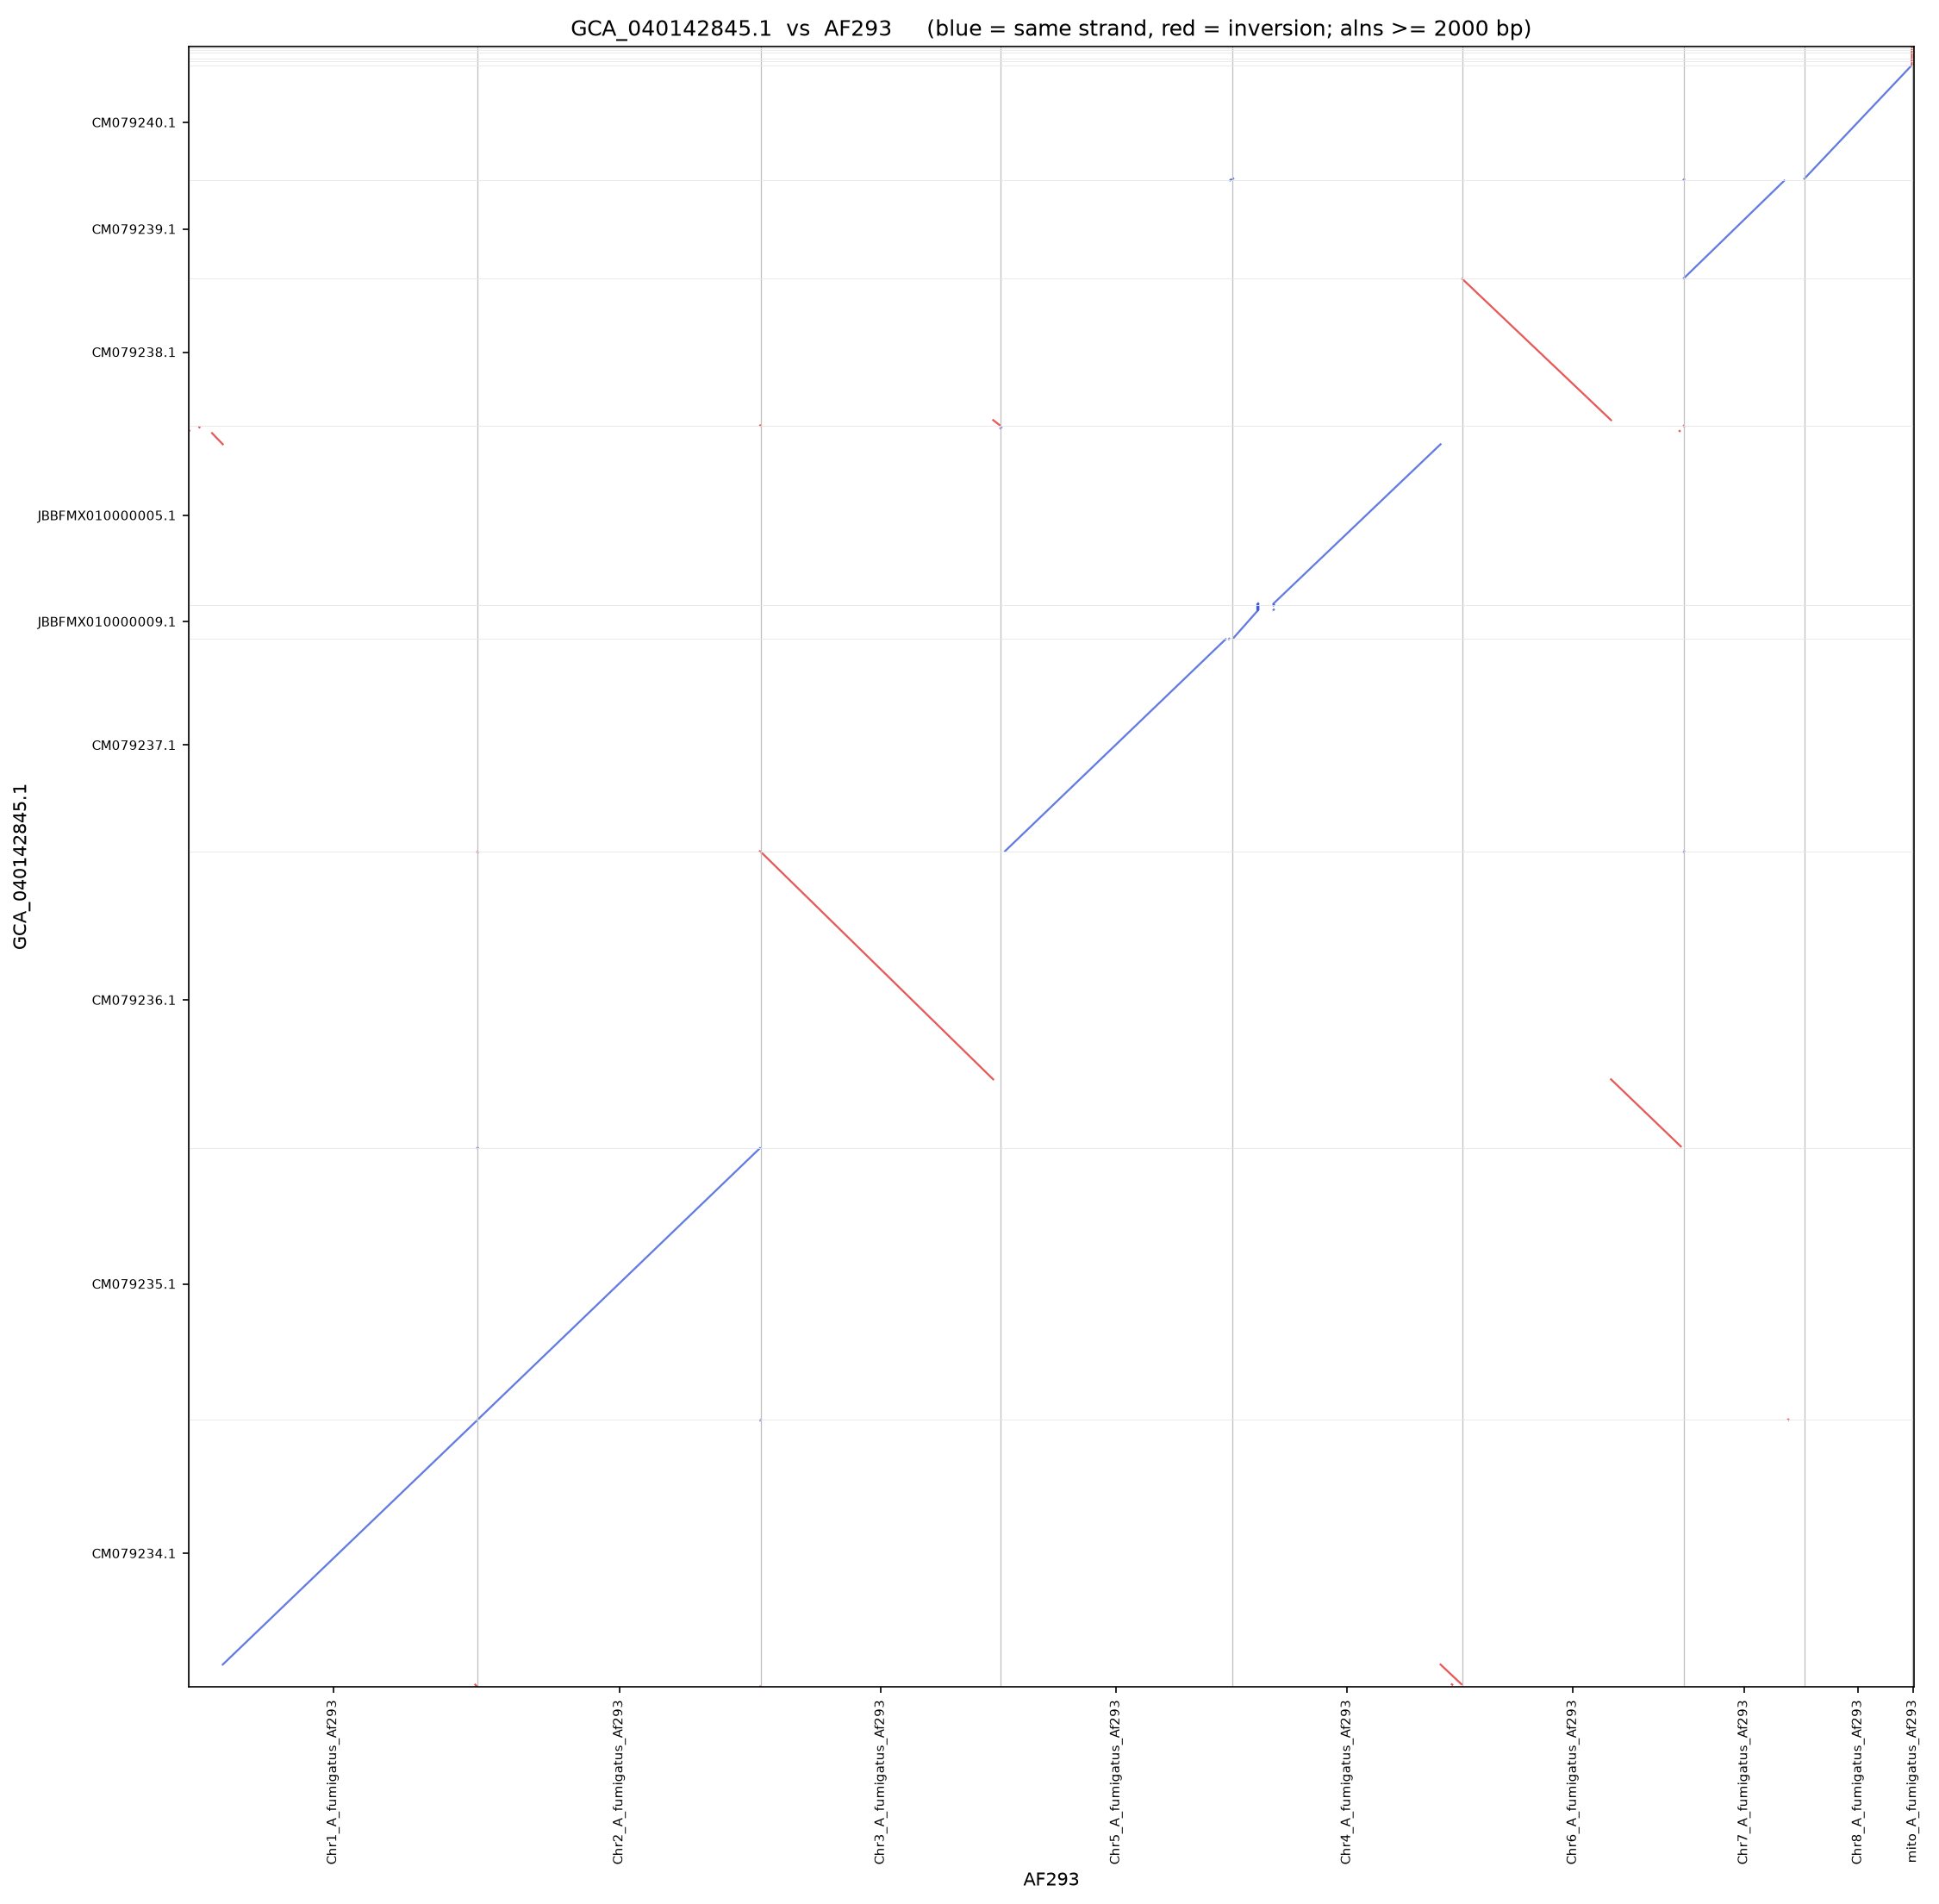 GCA_040142845.1  vs  AF293     (blue = same strand, red = inversion; alns >= 2000 bp)
CM079240.1
CM079239.1
CM079238.1
JBBFMX010000005.1
JBBFMX010000009.1
CM079237.1
CM079236.1
CM079235.1
CM079234.1
GCA_040142845.1
Chr1_A_fumigatus_Af293
Chr2_A_fumigatus_Af293
Chr3_A_fumigatus_Af293
Chr5_A_fumigatus_Af293
Chr4_A_fumigatus_Af293
Chr6_A_fumigatus_Af293
Chr7_A_fumigatus_Af293
Chr8_A_fumigatus_Af293
mito_A_fumigatus_Af293
AF293